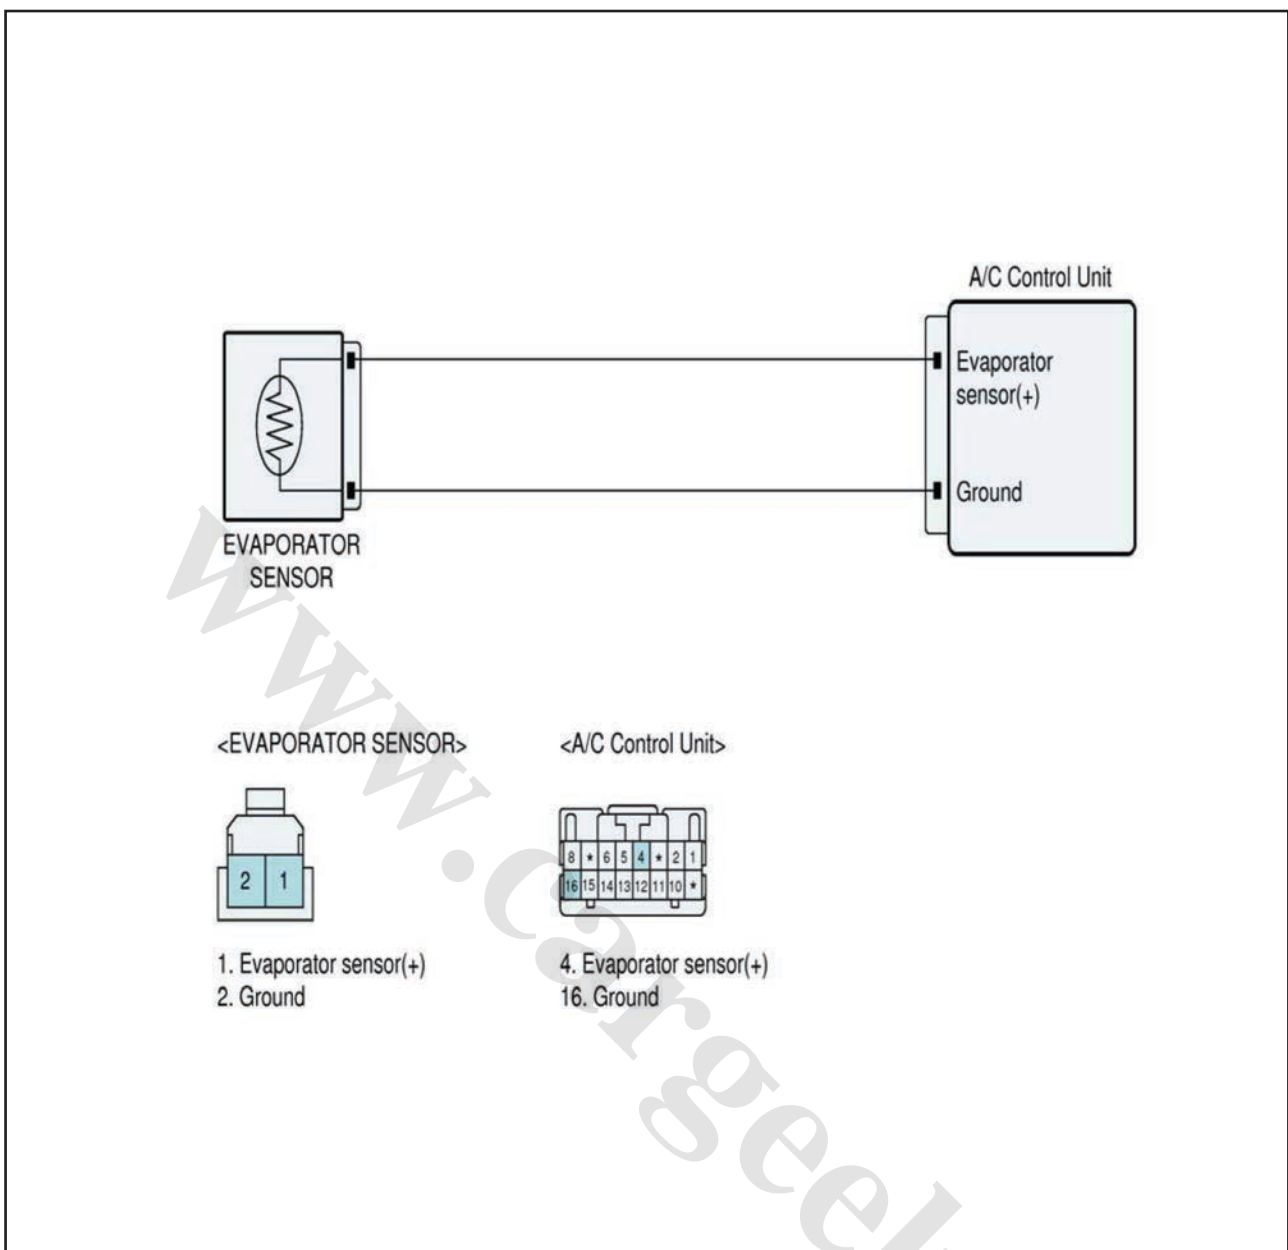 A/C Control Unit
Evaporator
sensor(+)
Ground
EVAPORATOR
SENSOR
<EVAPORATOR SENSOR>
<A/C Control Unit>
2 1
8 * 6 5 4 * 2 1
16 15 14 13 12 11 10 *
1. Evaporator sensor(+)
2. Ground
4. Evaporator sensor(+)
16. Ground
www.cargeek